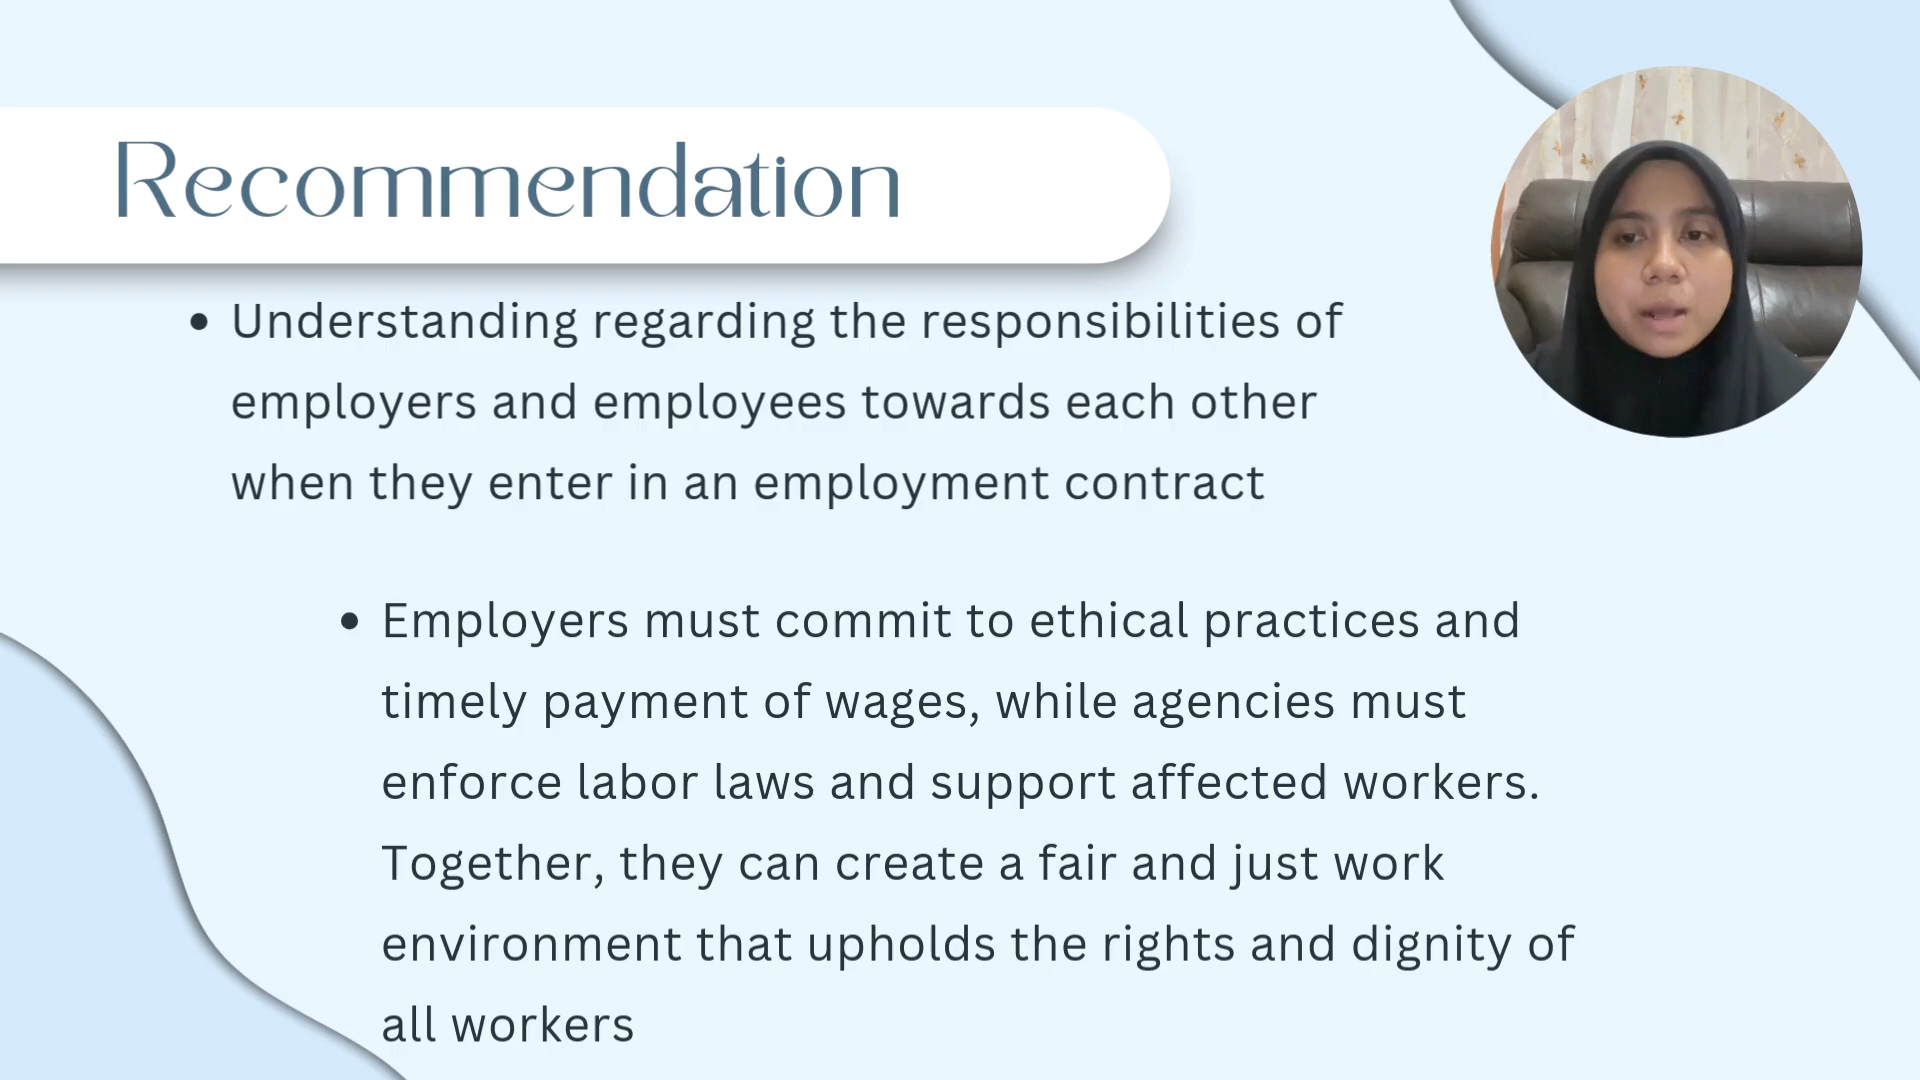 Recommendation
• Understanding regarding the responsibilities of
employers and employees towards each other
when they enter in an employment contract
• Employers must commit to ethical practices and
timely payment of wages, while agencies must
enforce labor laws and support affected workers.
Together, they can create a fair and just work
environment that upholds the rights and dignity of
all workers